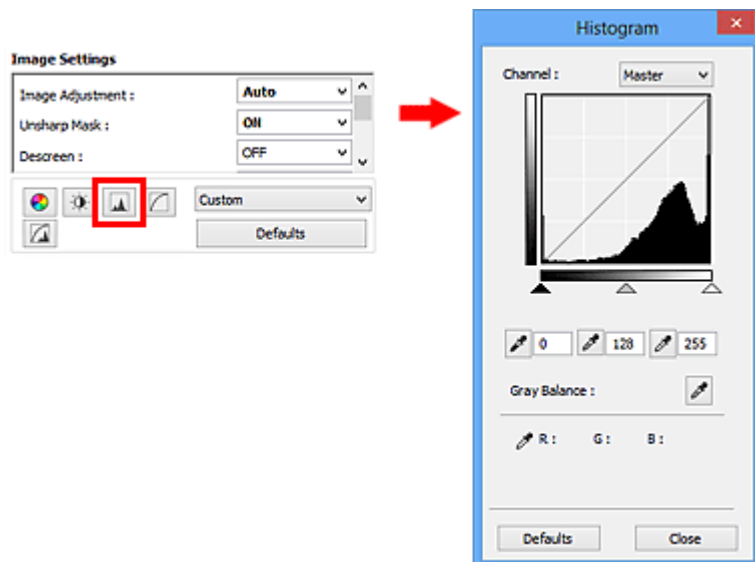 Image Settings
Image Adjustment : Auto
Unsharp Mask : ON
Descreen : OFF
Custom
Defaults
Histogram
Channel : Master
0 128 255
Gray Balance :
R : G : B :
Defaults Close